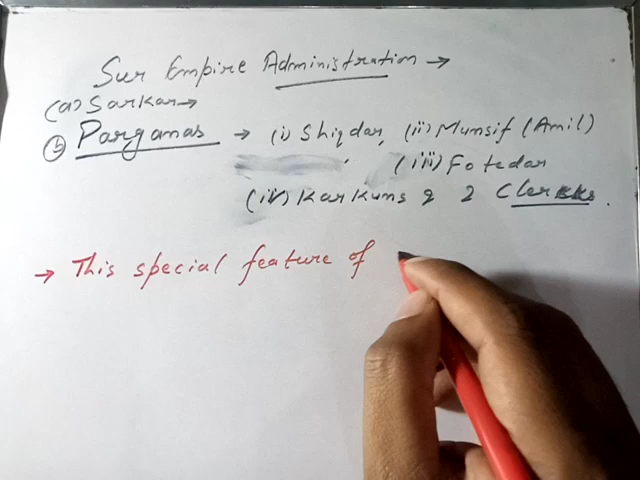 Sur Empire Administration →
(a) Sarkar →
(b) Parganas → (i) Shiqdar, (ii) Munsif (Amil)
(iii) Fotedar
(iv) Karkuns & 2 Clerks.
→ This special feature of